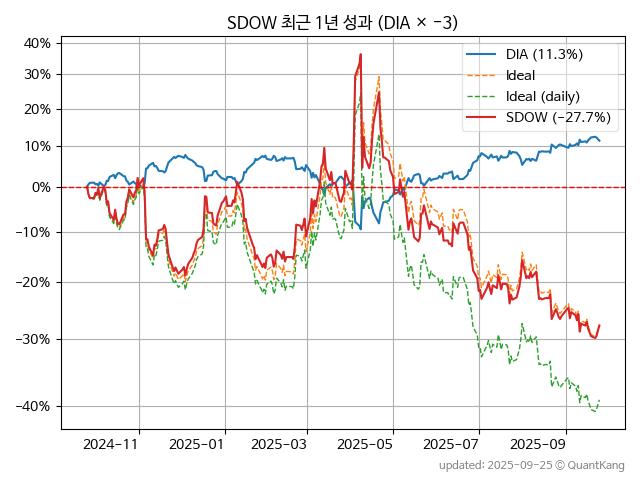 SDOW 최근 1년 성과 (DIA × −3)
40%
30%
20%
10%
0%
−10%
−20%
−30%
−40%
DIA (11.3%)
Ideal
Ideal (daily)
SDOW (−27.7%)
2024−11
2025−01
2025−03
2025−05
2025−07
2025−09
updated: 2025−09−25 ⓒ QuantKang